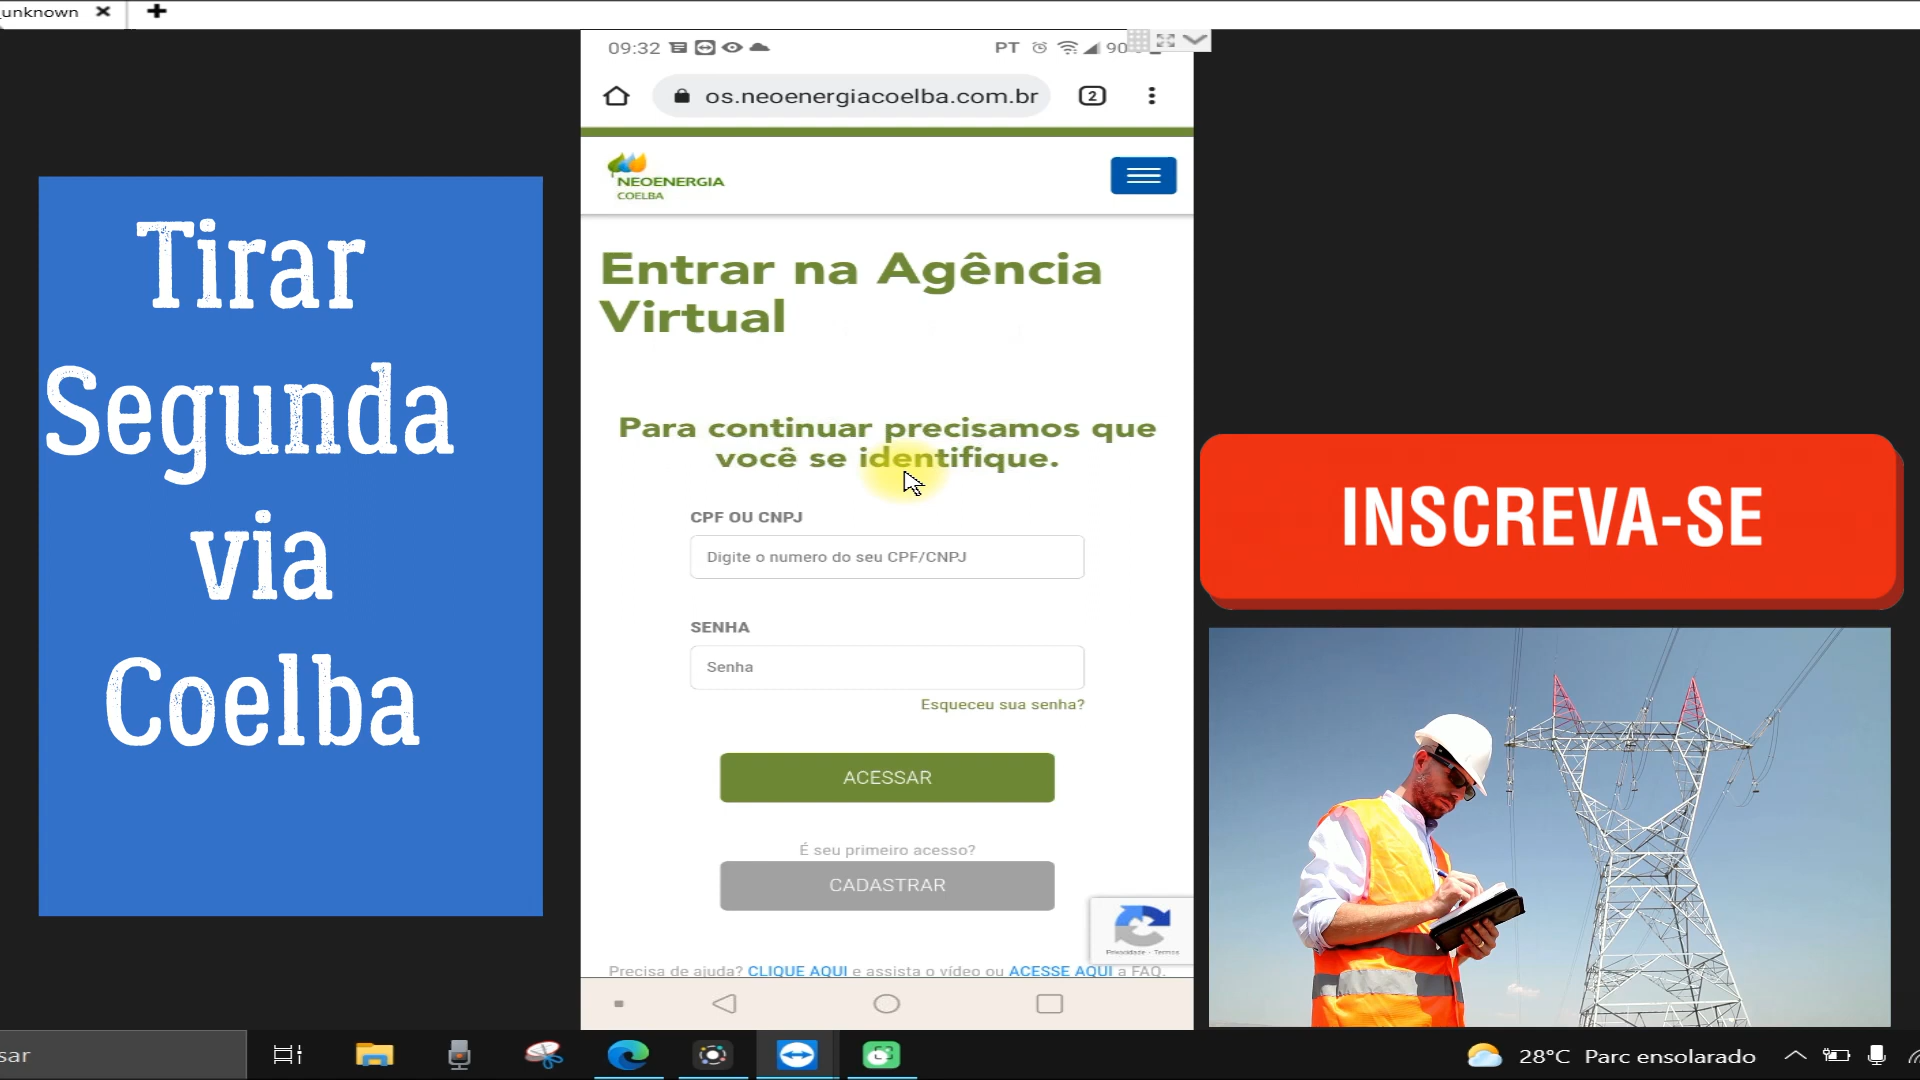 unknown
09:32
PT
90
os.neoenergiacoelba.com.br
2
NEOENERGIA
COELBA
Entrar na Agência
Virtual
Para continuar precisamos que
você se identifique.
CPF OU CNPJ
Digite o numero do seu CPF/CNPJ
SENHA
Senha
Esqueceu sua senha?
ACESSAR
É seu primeiro acesso?
CADASTRAR
Privacidade - Termos
Precisa de ajuda? CLIQUE AQUI e assista o vídeo ou ACESSE AQUI a FAQ.
Tirar
Segunda
via
Coelba
INSCREVA-SE
sar
28°C Parc ensolarado